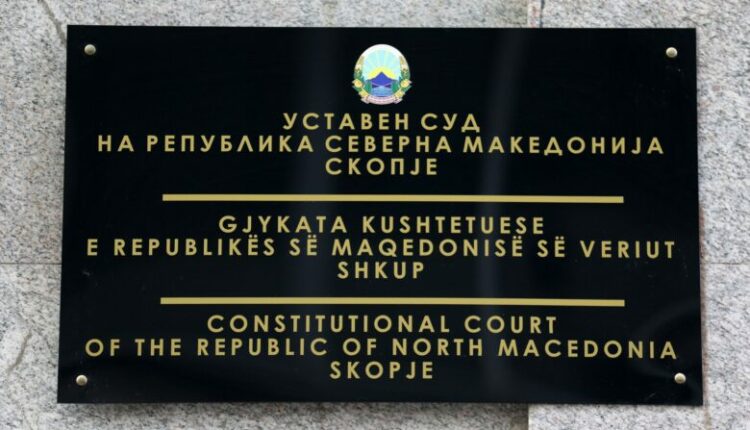 УСТАВЕН СУД
НА РЕПУБЛИКА СЕВЕРНА МАКЕДОНИЈА
СКОПЈЕ
GJYKATA KUSHTETUESE
E REPUBLIKËS SË MAQEDONISË SË VERIUT
SHKUP
CONSTITUTIONAL COURT
OF THE REPUBLIC OF NORTH MACEDONIA
SKOPJE